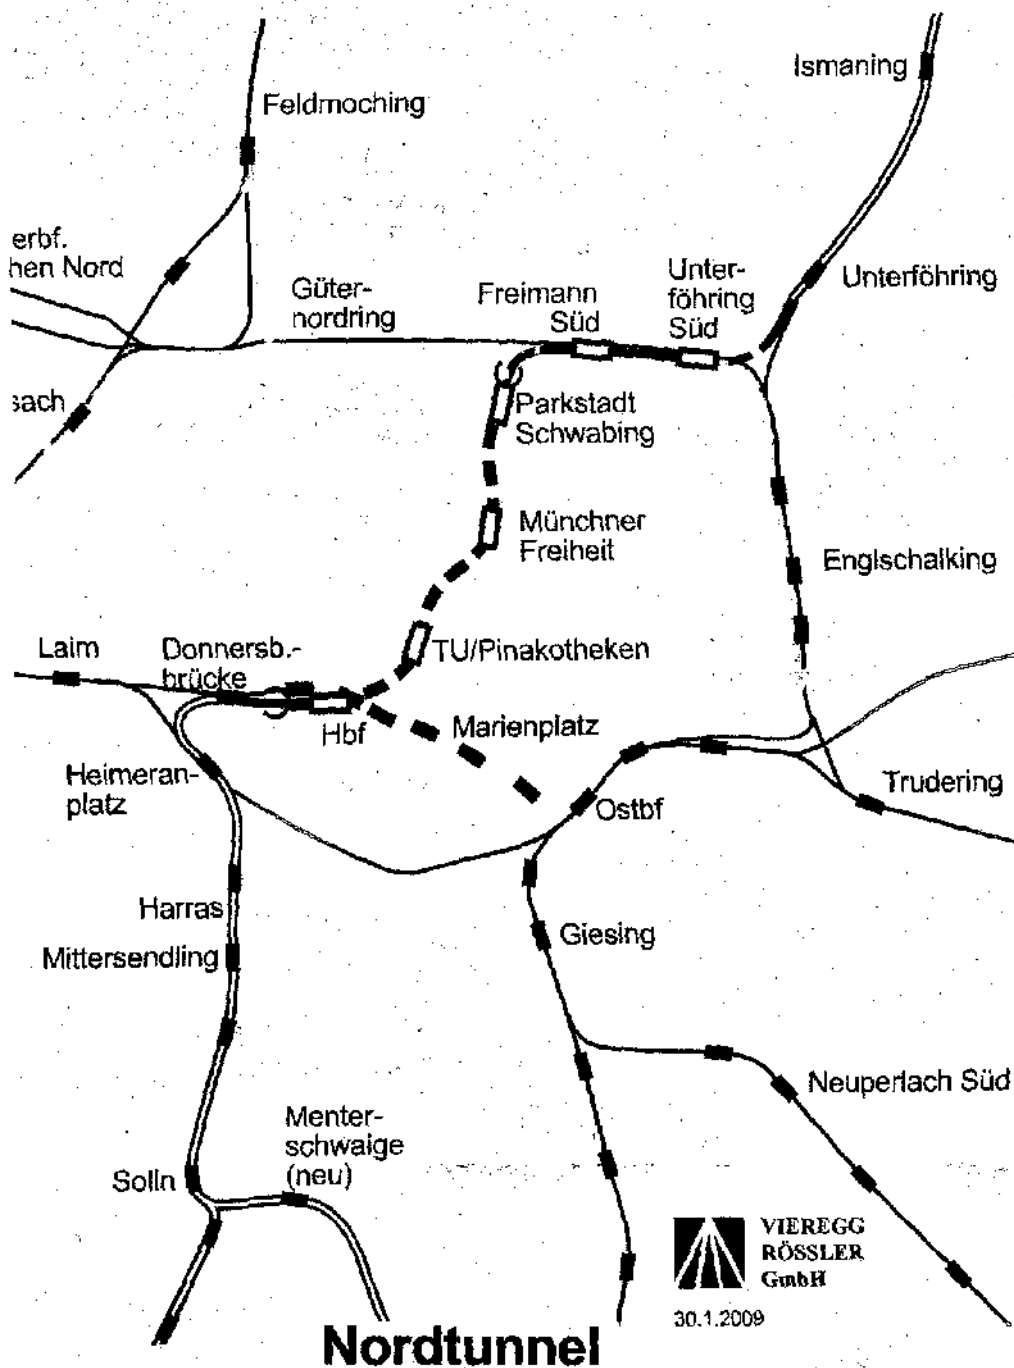 Ismaning
Feldmoching
erbf.
hen Nord
Güter-
nordring
Freimann
Süd
Unter-
föhring
Süd
Unterföhring
sach
Parkstadt
Schwabing
Münchner
Freiheit
Englschalking
Laim
Donnersb.-
brücke
TU/Pinakotheken
Hbf
Marienplatz
Heimeran-
platz
Ostbf
Trudering
Harras
Giesing
Mittersendling
Neuperlach Süd
Menter-
schwaige
(neu)
Solln
VIEREGG
RÖSSLER
GmbH
30.1.2009
Nordtunnel